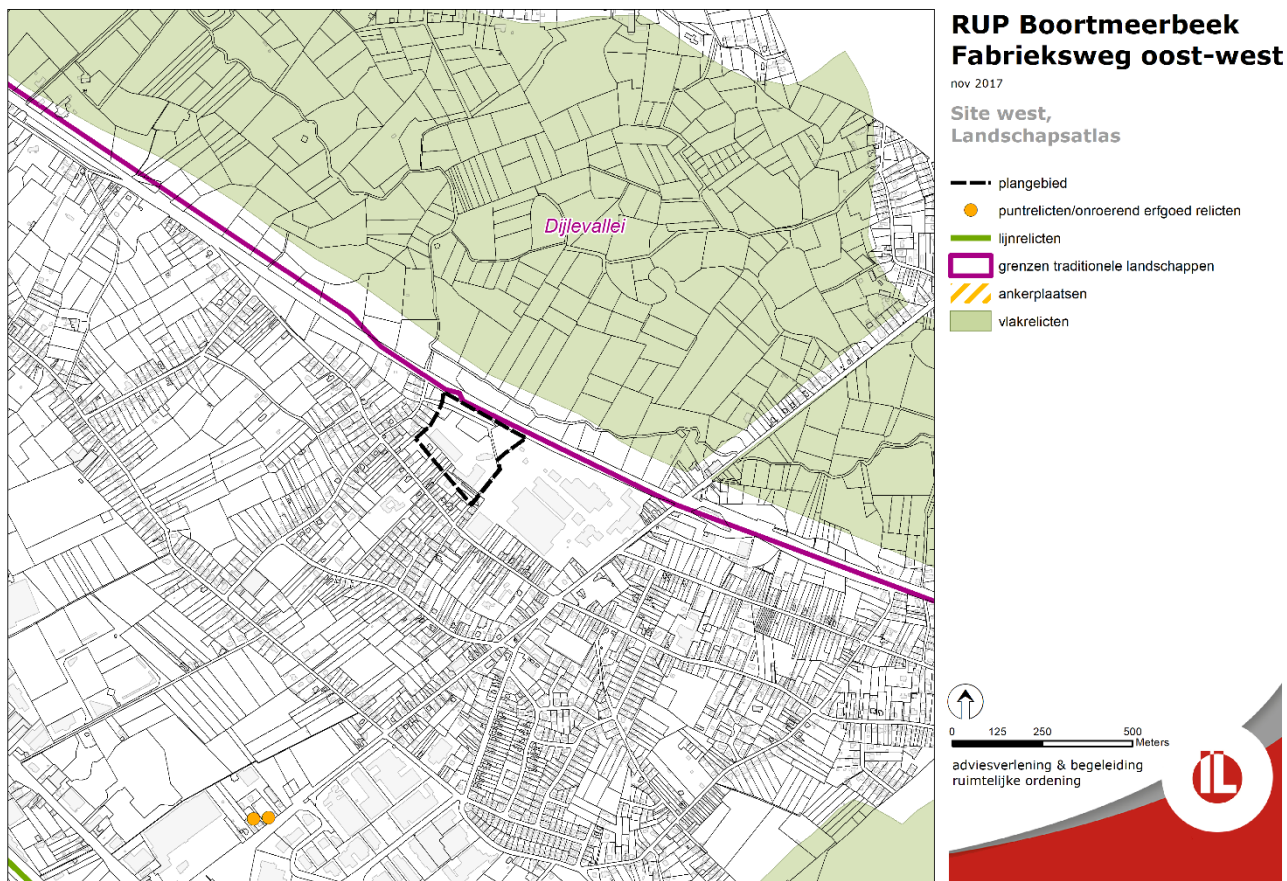 RUP Boortmeerbeek
Fabrieksweg oost-west
nov 2017
Site west,
Landschapsatlas
plangebied
puntrelicten/onroerend erfgoed relicten
lijnrelicten
grenzen traditionele landschappen
ankerplaatsen
vlakrelicten
Dijlevallei
0 125 250 500
Meters
adviesverlening & begeleiding
ruimtelijke ordening
IL